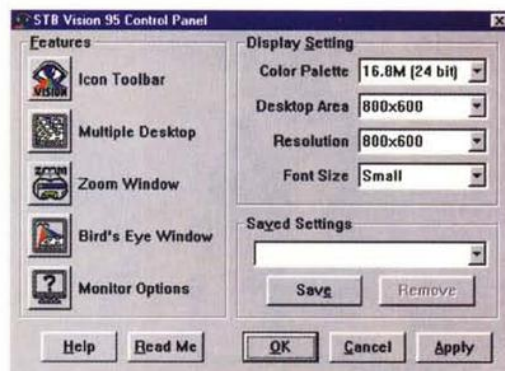 STB Vision 95 Control Panel
Features
VISION
Icon Toolbar
Multiple Desktop
ZOOM
Zoom Window
Bird's Eye Window
?
Monitor Options
Display Setting
Color Palette 16.8M (24 bit)
Desktop Area 800x600
Resolution 800x600
Font Size Small
Saved Settings
Save Remove
Help Read Me OK Cancel Apply